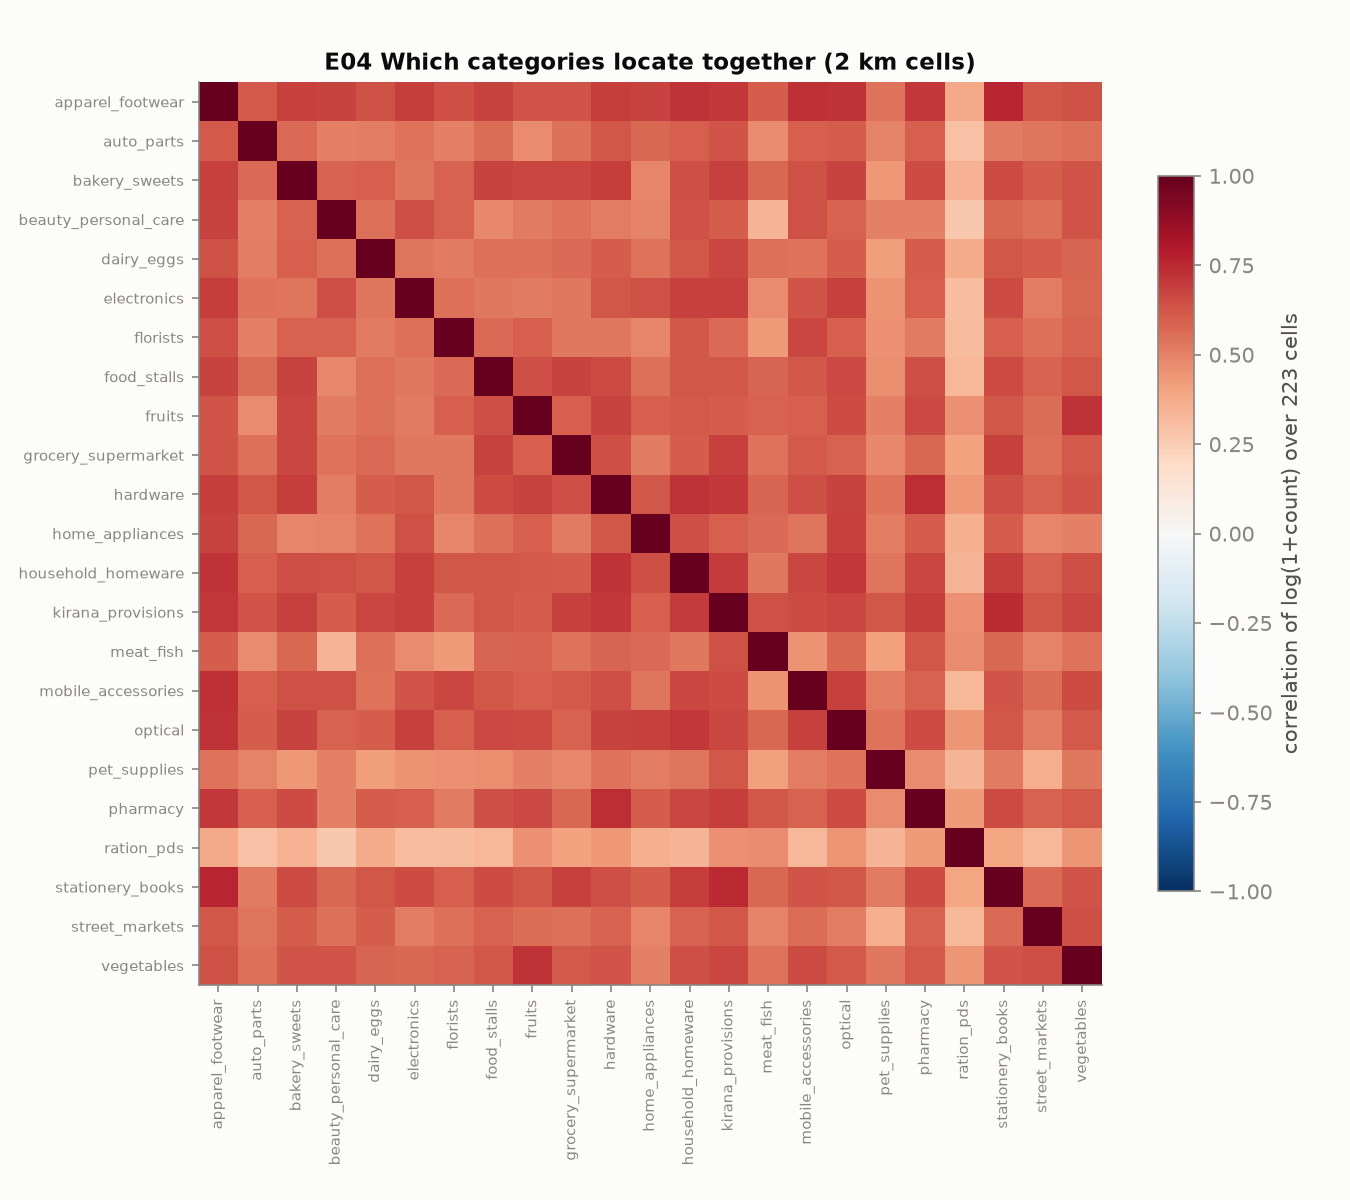 E04 Which categories locate together (2 km cells)
apparel_footwear
auto_parts
bakery_sweets
beauty_personal_care
dairy_eggs
electronics
florists
food_stalls
fruits
grocery_supermarket
hardware
home_appliances
household_homeware
kirana_provisions
meat_fish
mobile_accessories
optical
pet_supplies
pharmacy
ration_pds
stationery_books
street_markets
vegetables
apparel_footwear
auto_parts
bakery_sweets
beauty_personal_care
dairy_eggs
electronics
florists
food_stalls
fruits
grocery_supermarket
hardware
home_appliances
household_homeware
kirana_provisions
meat_fish
mobile_accessories
optical
pet_supplies
pharmacy
ration_pds
stationery_books
street_markets
vegetables
1.00
0.75
0.50
0.25
0.00
−0.25
−0.50
−0.75
−1.00
correlation of log(1+count) over 223 cells